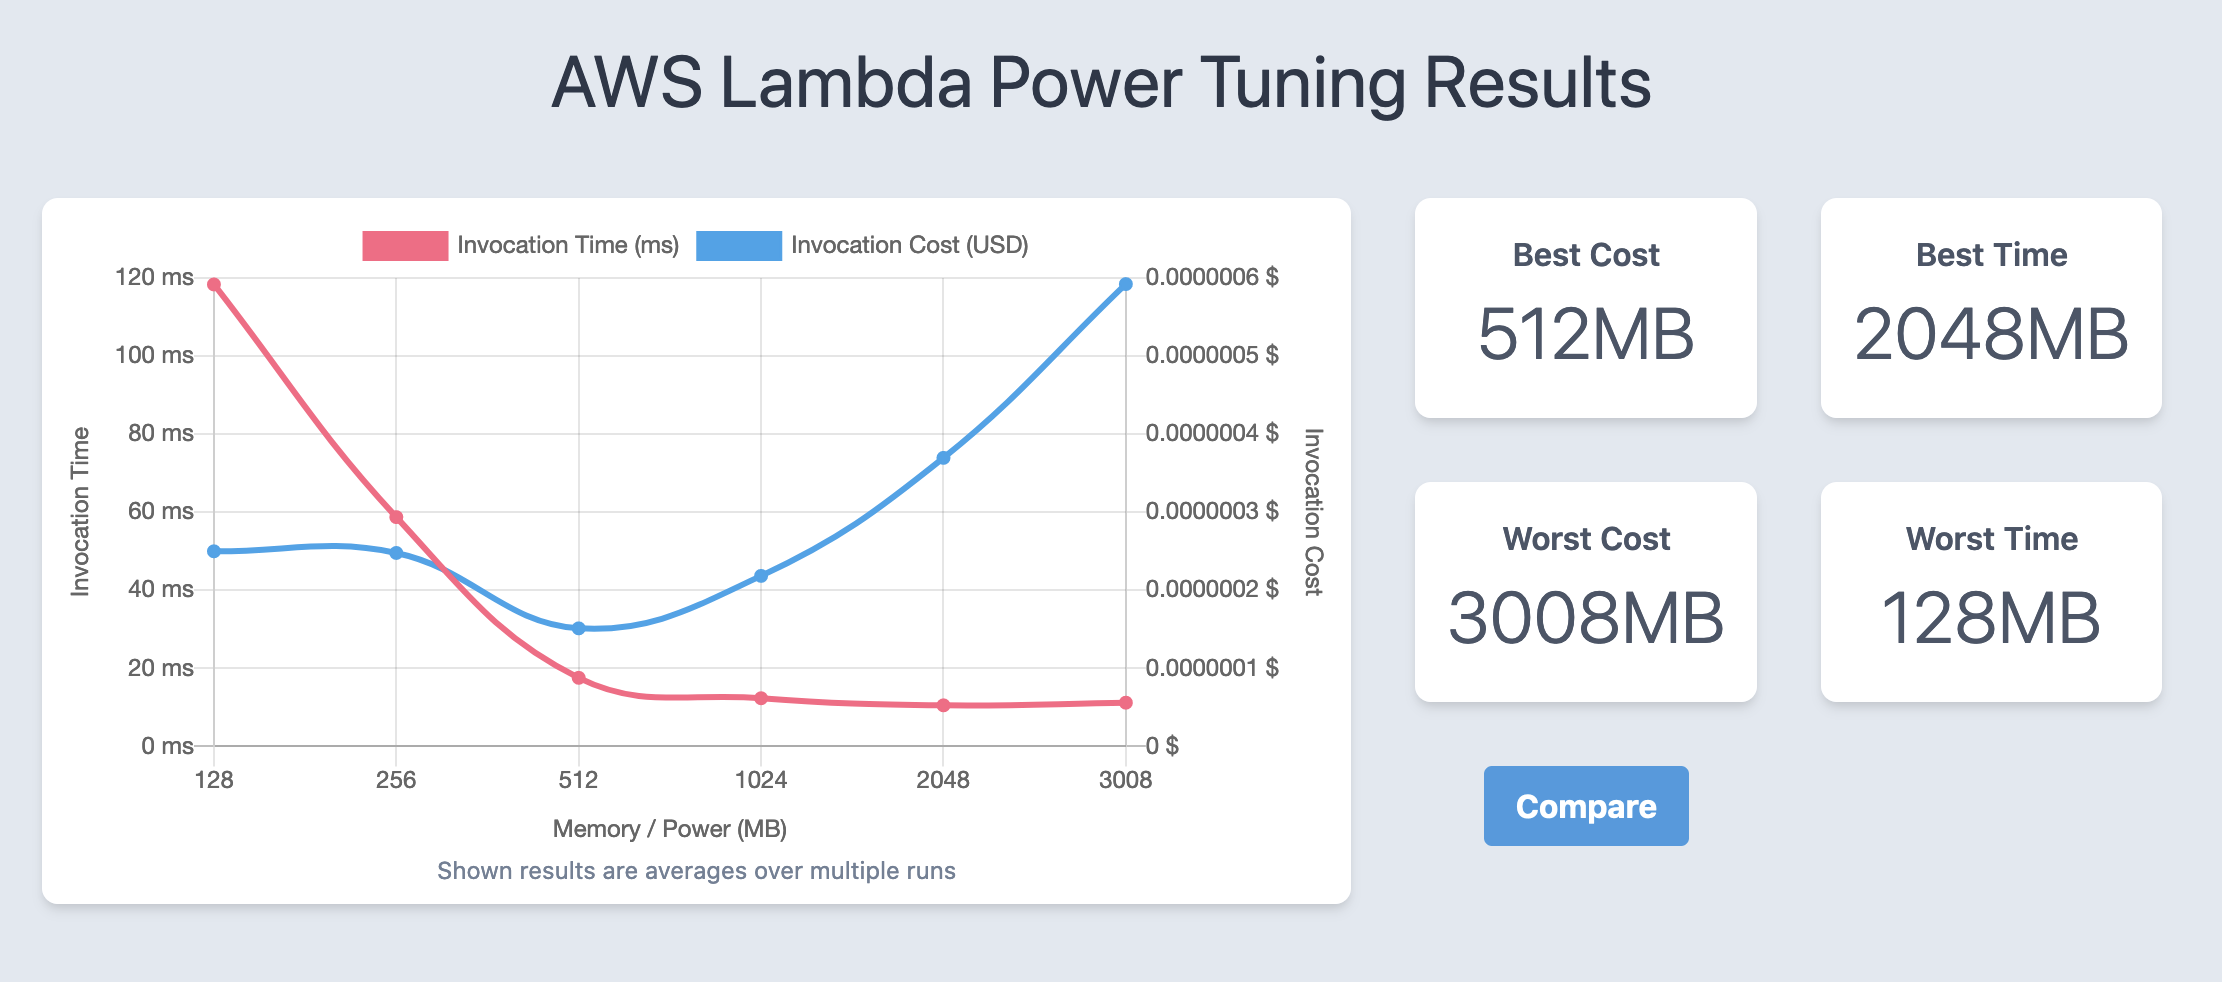 AWS Lambda Power Tuning Results
Invocation Time (ms) Invocation Cost (USD)
120 ms
100 ms
80 ms
60 ms
40 ms
20 ms
0 ms
Invocation Time
0.0000006 $
0.0000005 $
0.0000004 $
0.0000003 $
0.0000002 $
0.0000001 $
0 $
Invocation Cost
128 256 512 1024 2048 3008
Memory / Power (MB)
Shown results are averages over multiple runs
Best Cost
512MB
Best Time
2048MB
Worst Cost
3008MB
Worst Time
128MB
Compare